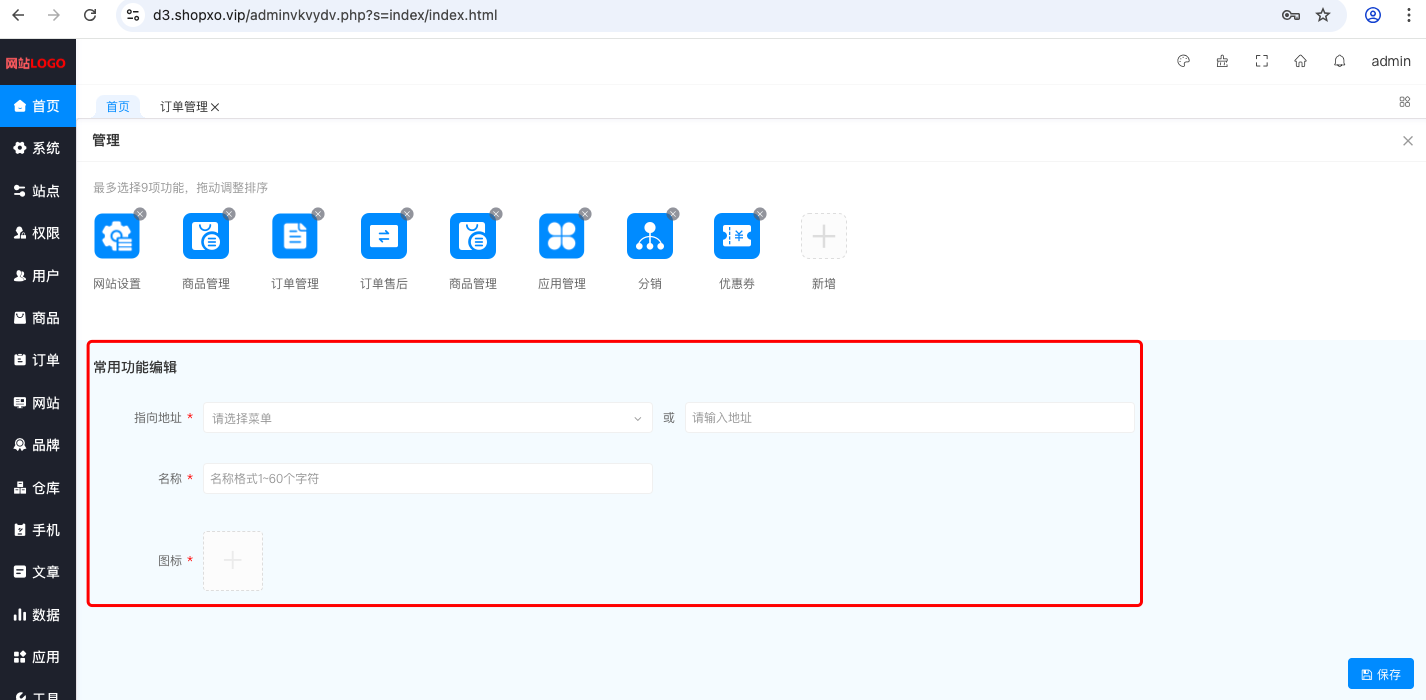 d3.shopxo.vip/adminvkvydv.php?s=index/index.html
网站LOGO
admin
首页
首页
订单管理
管理
系统
站点
最多选择9项功能，拖动调整排序
权限
用户
网站设置
商品管理
订单管理
订单售后
商品管理
应用管理
分销
优惠券
新增
商品
订单
常用功能编辑
网站
指向地址 * 请选择菜单 或 请输入地址
品牌
名称 * 名称格式1~60个字符
仓库
手机
图标 *
文章
数据
应用
保存
工具